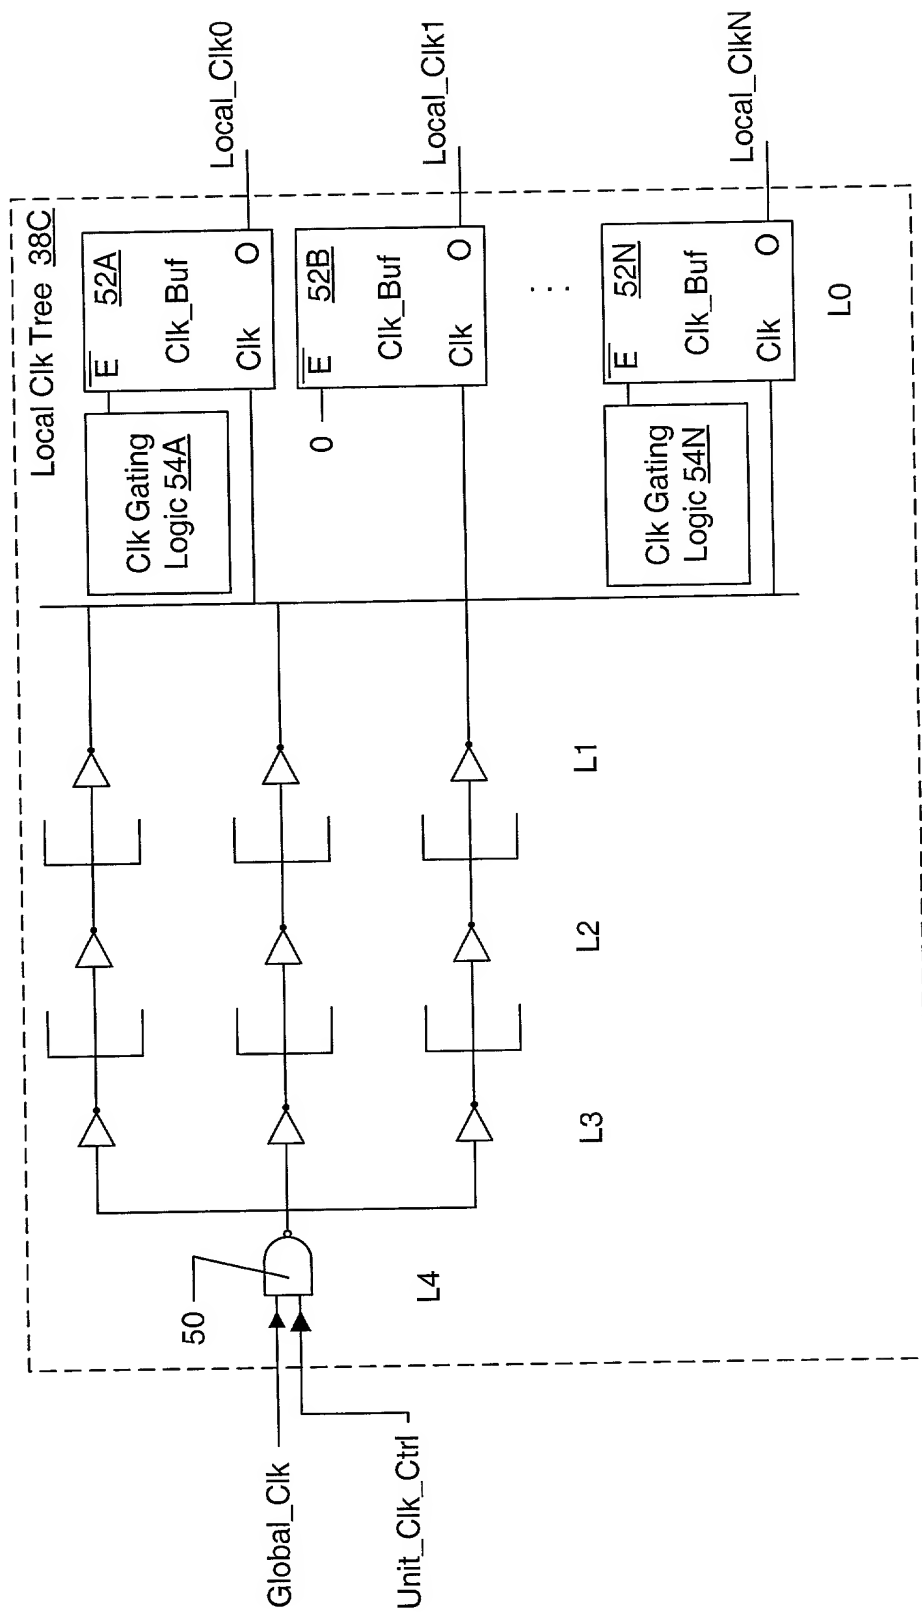 Local Clk Tree 38C
Global_Clk
Unit_Clk_Ctrl
50
L4
L3
L2
L1
Clk Gating
Logic 54A
E
52A
Clk_Buf
Clk
O
Local_Clk0
0
E
52B
Clk_Buf
Clk
O
Local_Clk1
...
Clk Gating
Logic 54N
E
52N
Clk_Buf
Clk
O
Local_ClkN
L0